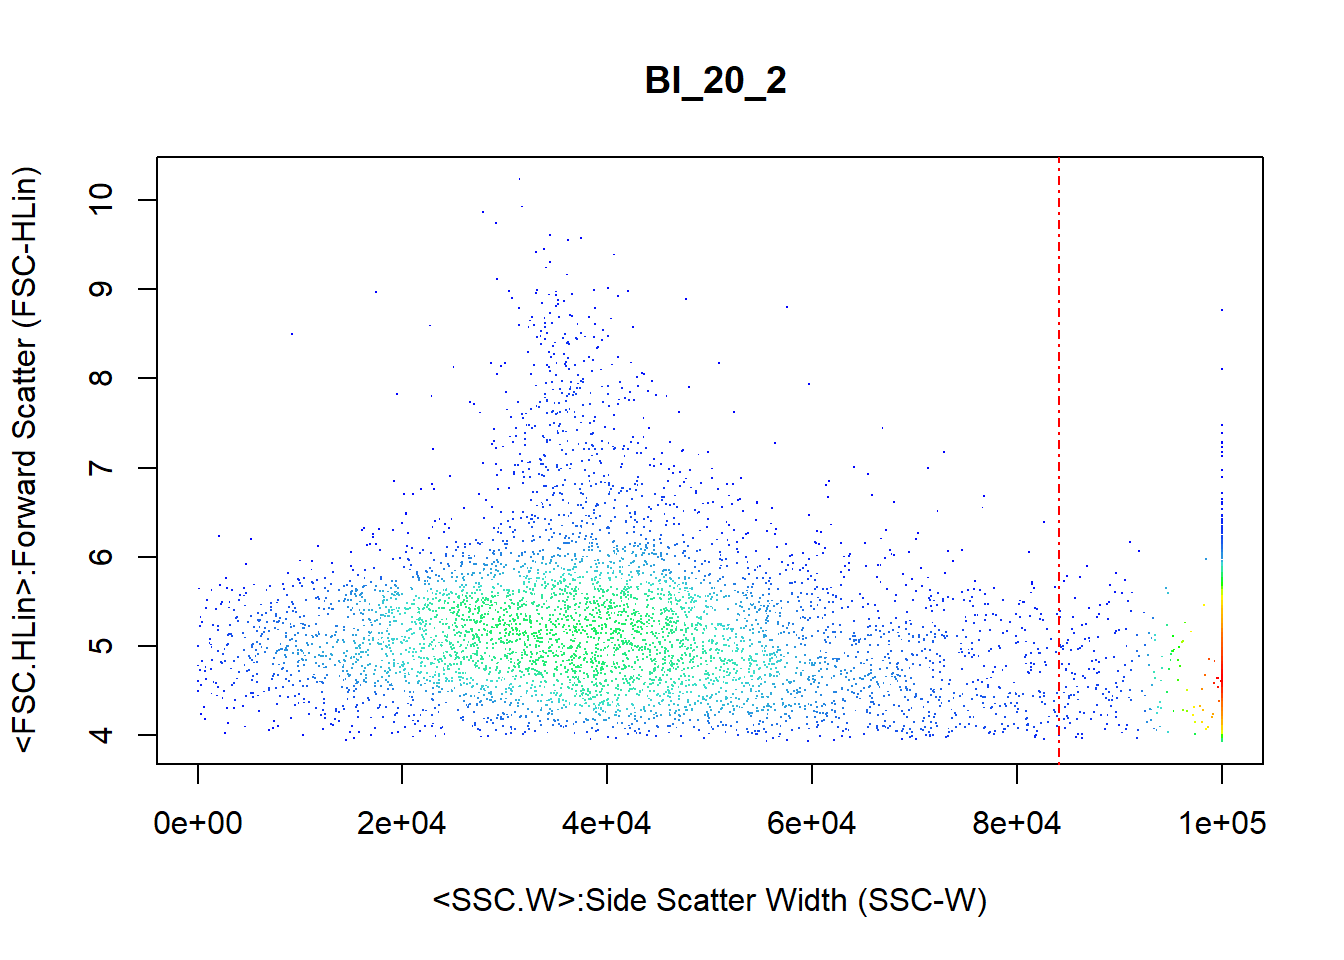 BI_20_2
<FSC.HLin>:Forward Scatter (FSC-HLin)
10
9
8
7
6
5
4
0e+00 2e+04 4e+04 6e+04 8e+04 1e+05
<SSC.W>:Side Scatter Width (SSC-W)